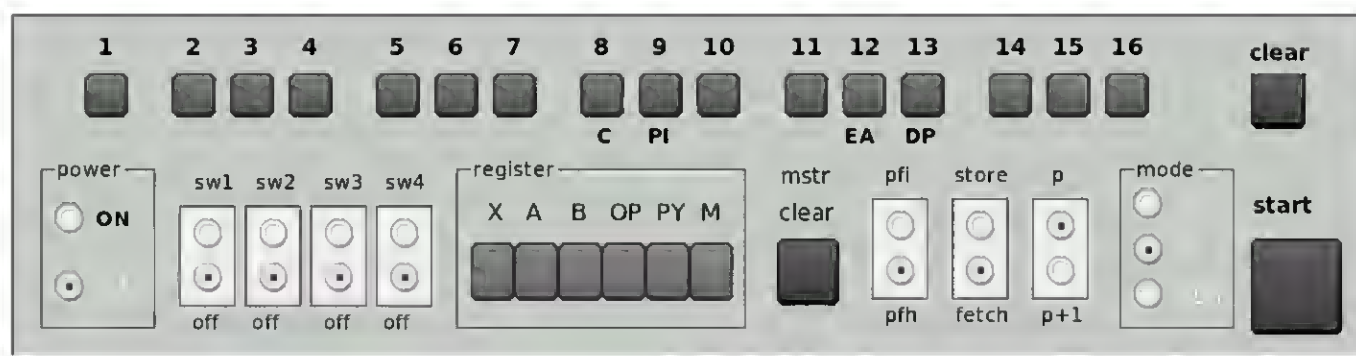 1 2 3 4 5 6 7 8 9 10 11 12 13 14 15 16 clear
C PI EA DP
power sw1 sw2 sw3 sw4 register mstr pfi store p mode
ON X A B OP PY M clear start
off off off off pfh fetch p+1